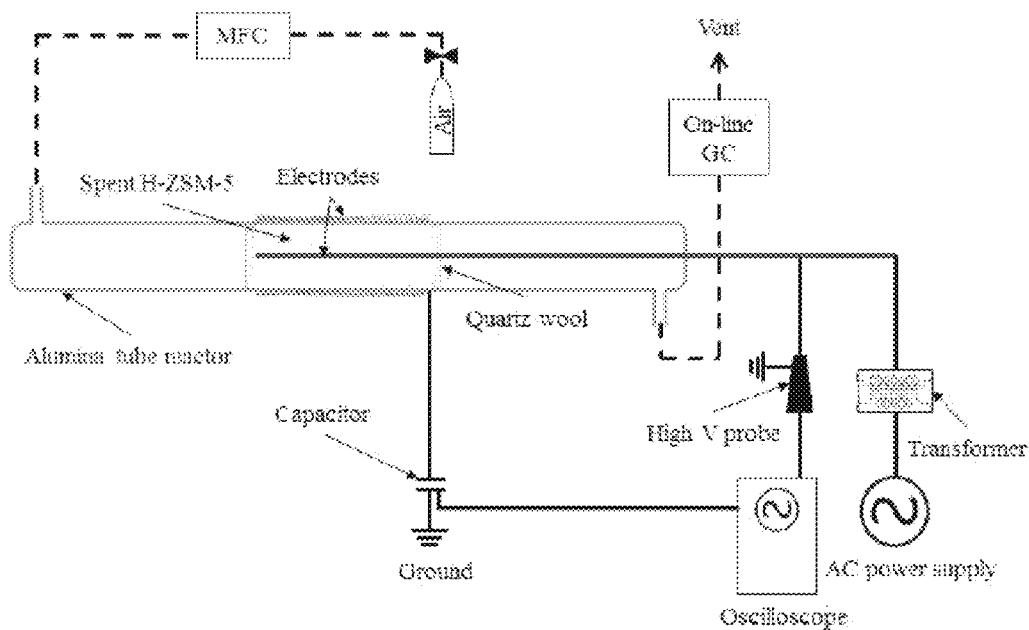 MFC
Vent
Air
On-line
GC
Spent H-ZSM-5
Electrodes
Quartz wool
Alumina tube reactor
Capacitor
High V probe
Transformer
Ground
AC power supply
Oscilloscope